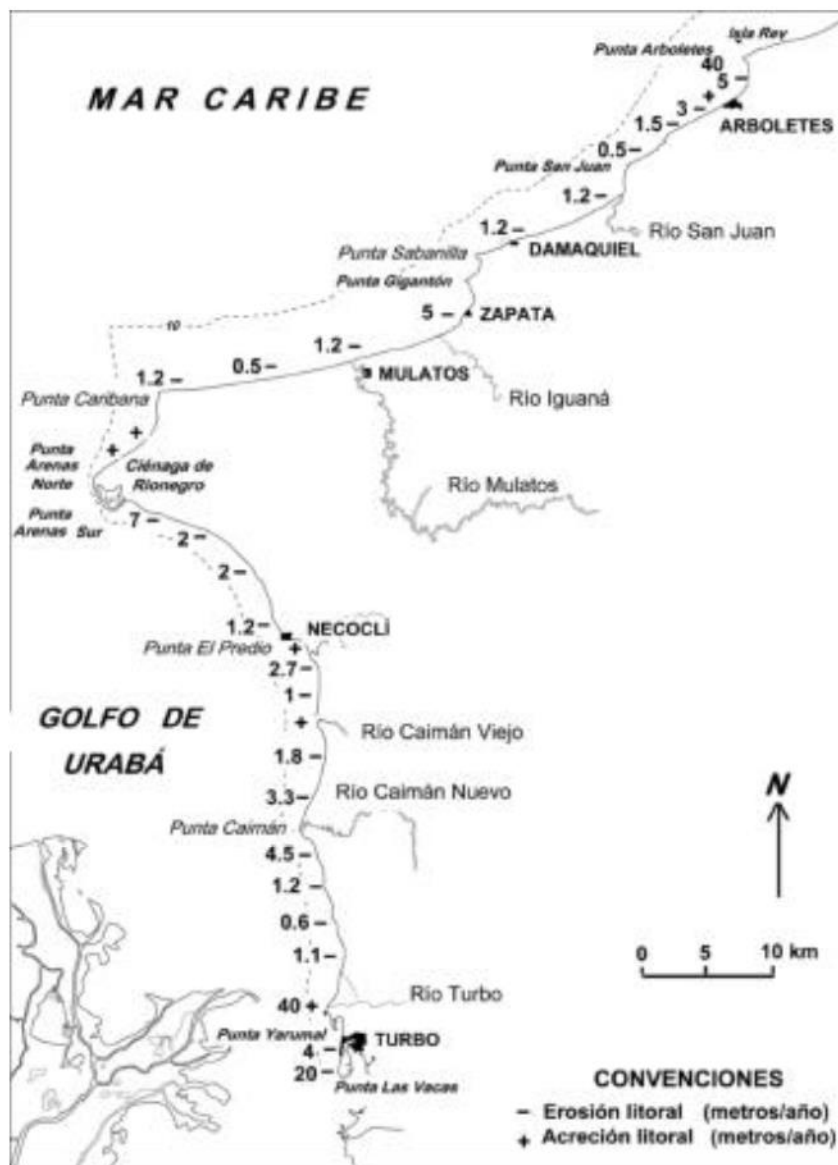 Isla Rey
Punta Arboletes
40
5 –
MAR CARIBE
+
3 –
ARBOLETES
1.5 –
0.5 –
Punta San Juan
1.2 –
Río San Juan
1.2 –
DAMAQUIEL
Punta Sabanilla
Punta Gigantón
5 –
ZAPATA
10
1.2 –
0.5 –
1.2 –
MULATOS
Punta Caribana
Río Iguaná
+
+
Punta
Arenas
Norte
Ciénaga de
Rionegro
Río Mulatos
Punta
Arenas Sur
7 –
2 –
2 –
1.2 –
NECOCLÍ
Punta El Predio
+
2.7 –
1 –
GOLFO DE
URABÁ
+
Río Caimán Viejo
1.8 –
3.3 –
Río Caimán Nuevo
N
Punta Caimán
4.5 –
1.2 –
0.6 –
1.1 –
0 5 10 km
Río Turbo
40 +
Punta Yarumal
TURBO
4 –
20 –
Punta Las Vacas
CONVENCIONES
– Erosión litoral (metros/año)
+ Acreción litoral (metros/año)